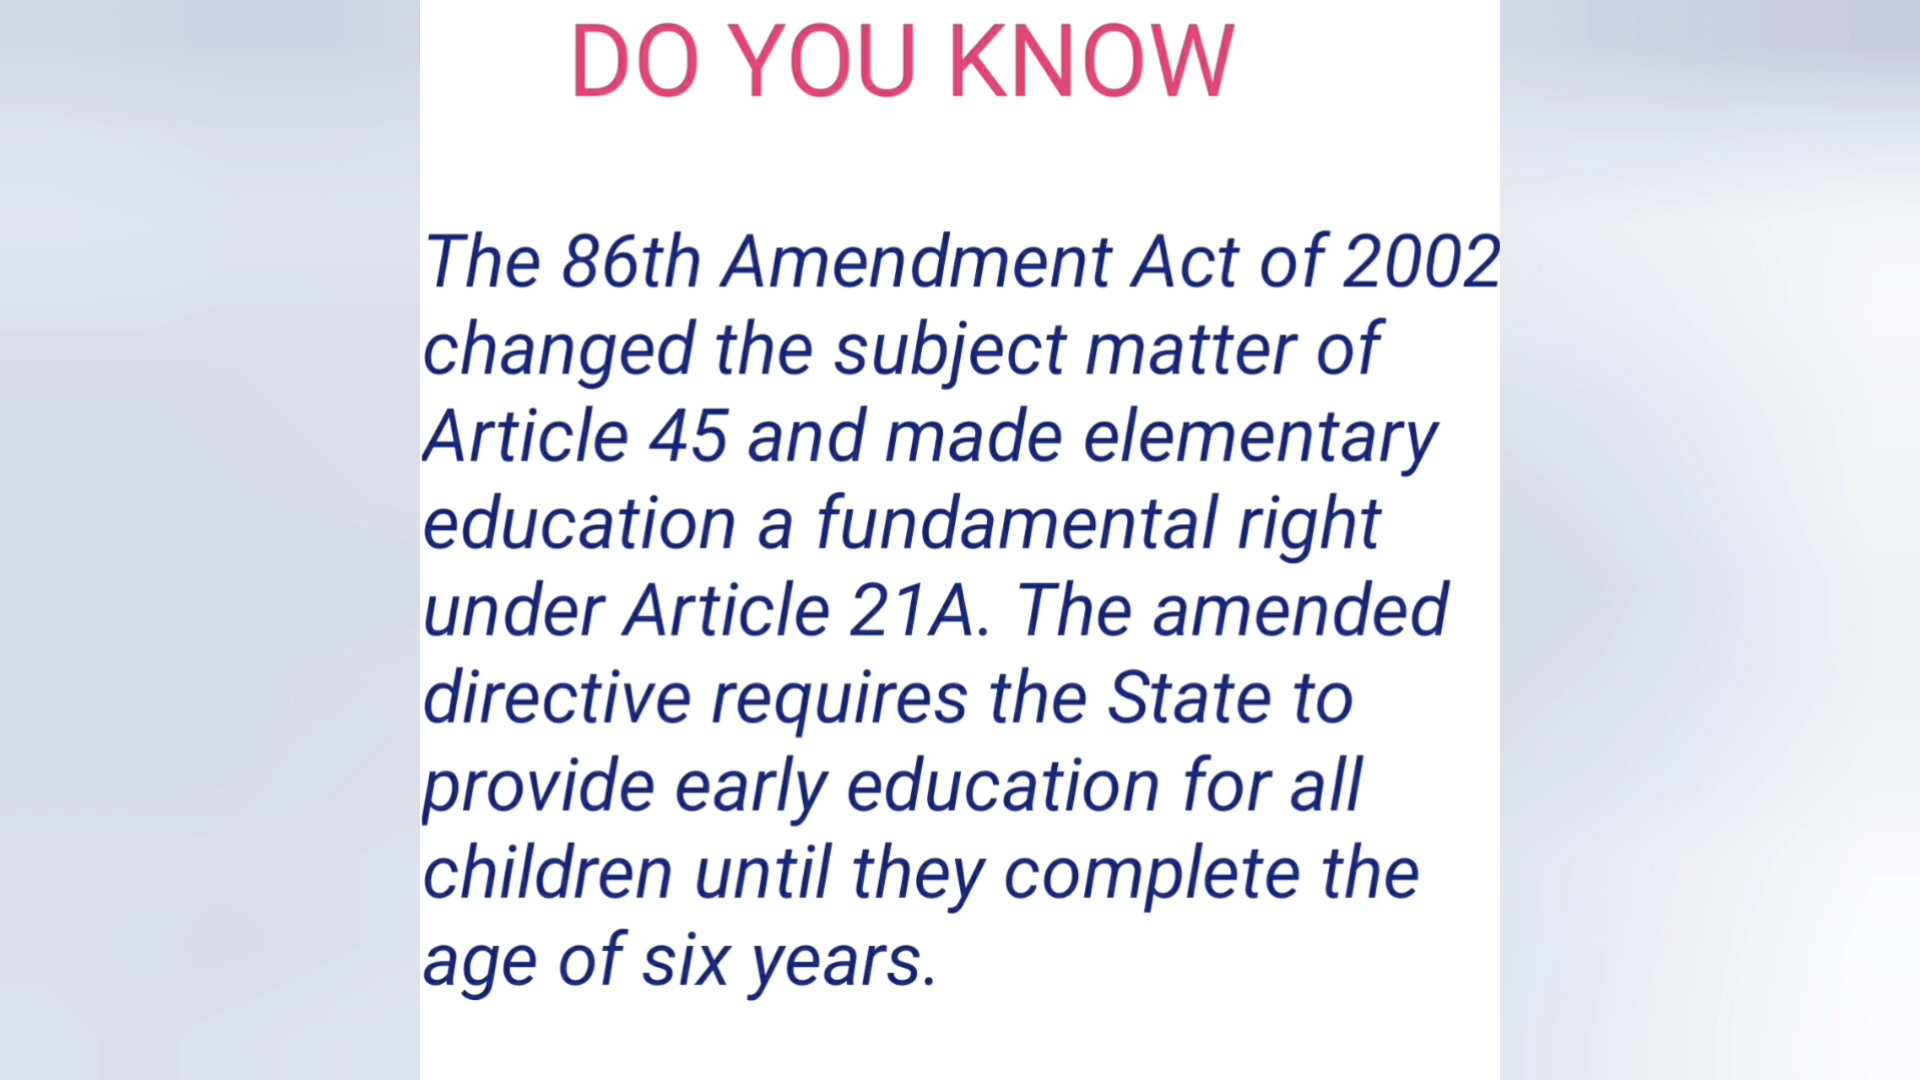 DO YOU KNOW
The 86th Amendment Act of 2002
changed the subject matter of
Article 45 and made elementary
education a fundamental right
under Article 21A. The amended
directive requires the State to
provide early education for all
children until they complete the
age of six years.